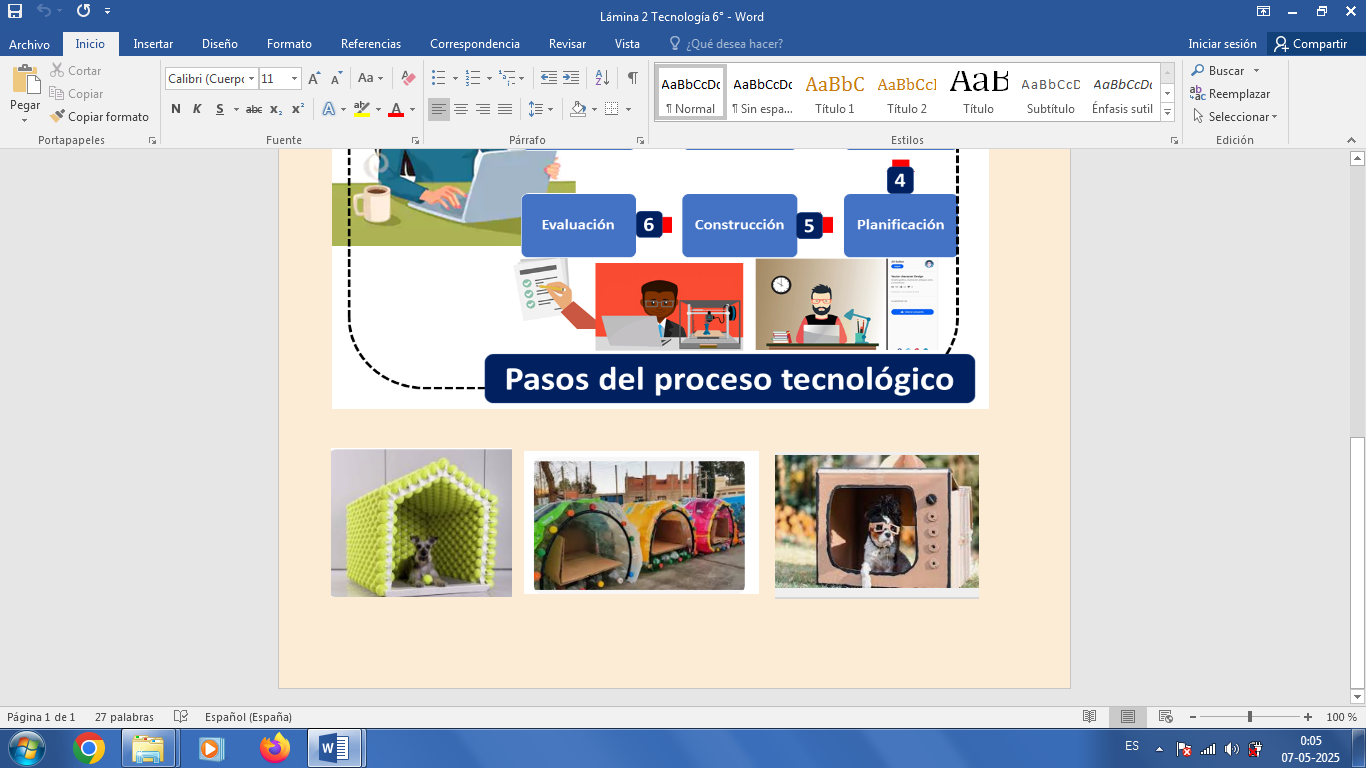 Lámina 2 Tecnología 6° - Word
Archivo Inicio Insertar Diseño Formato Referencias Correspondencia Revisar Vista ¿Qué desea hacer? Iniciar sesión Compartir
Pegar
Cortar
Copiar
Copiar formato
Portapapeles
Calibri (Cuerpo 11
N K S abc x₂ x²
Fuente
Párrafo
AaBbCcDc AaBbCcDc AaBbC AaBbCcI AaB AaBbCcD AaBbCcDt
¶ Normal ¶ Sin espa... Título 1 Título 2 Título Subtítulo Énfasis sutil
Estilos
Buscar
Reemplazar
Seleccionar
Edición
4
Evaluación 6 Construcción 5 Planificación
Pasos del proceso tecnológico
Página 1 de 1 27 palabras Español (España) 100 %
ES 0:05
07-05-2025